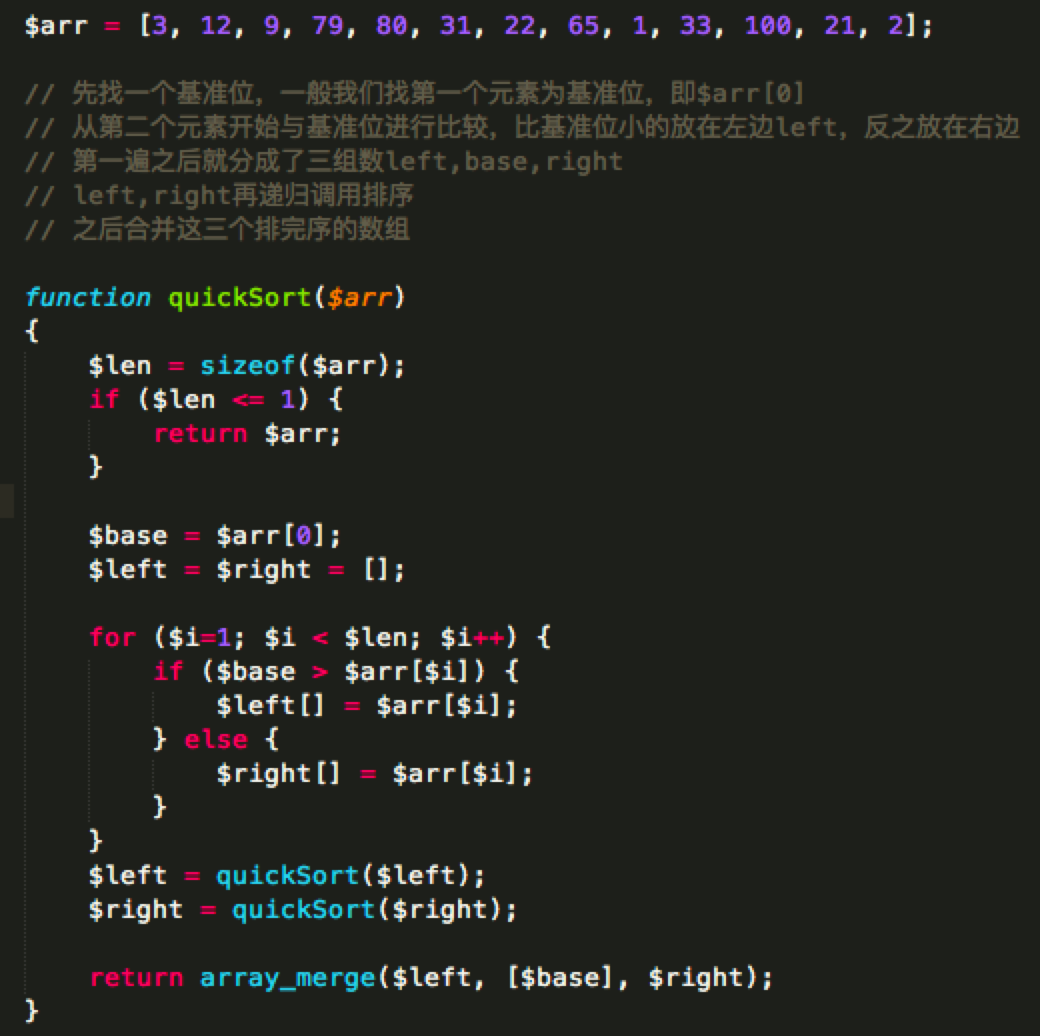 $arr = [3, 12, 9, 79, 80, 31, 22, 65, 1, 33, 100, 21, 2];
// 先找一个基准位，一般我们找第一个元素为基准位，即$arr[0]
// 从第二个元素开始与基准位进行比较，比基准位小的放在左边left，反之放在右边
// 第一遍之后就分成了三组数left,base,right
// left,right再递归调用排序
// 之后合并这三个排完序的数组
function quickSort($arr)
{
    $len = sizeof($arr);
    if ($len <= 1) {
        return $arr;
    }
    $base = $arr[0];
    $left = $right = [];
    for ($i=1; $i < $len; $i++) {
        if ($base > $arr[$i]) {
            $left[] = $arr[$i];
        } else {
            $right[] = $arr[$i];
        }
    }
    $left = quickSort($left);
    $right = quickSort($right);
    return array_merge($left, [$base], $right);
}